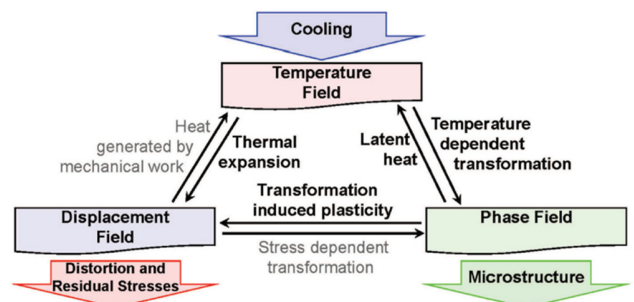 Cooling
Temperature
Field
Heat
generated by
mechanical work
Thermal
expansion
Latent
heat
Temperature
dependent
transformation
Transformation
induced plasticity
Displacement
Field
Phase Field
Stress dependent
transformation
Distortion and
Residual Stresses
Microstructure